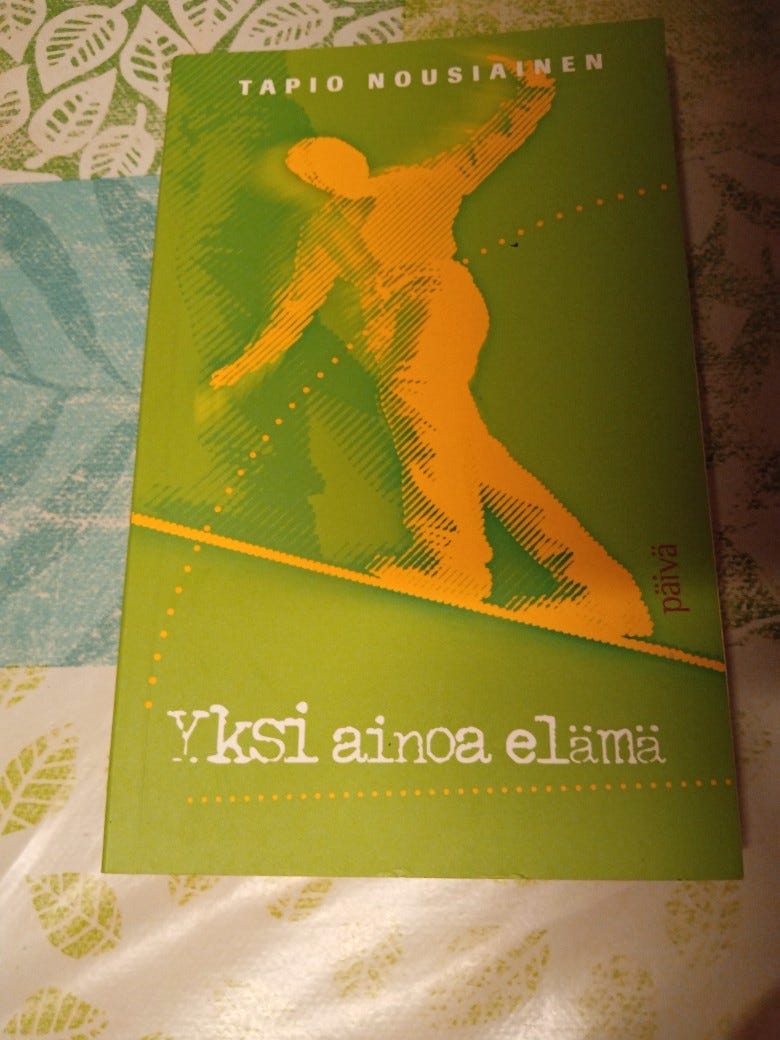 TAPIO NOUSIAINEN
päivä
Yksi ainoa elämä